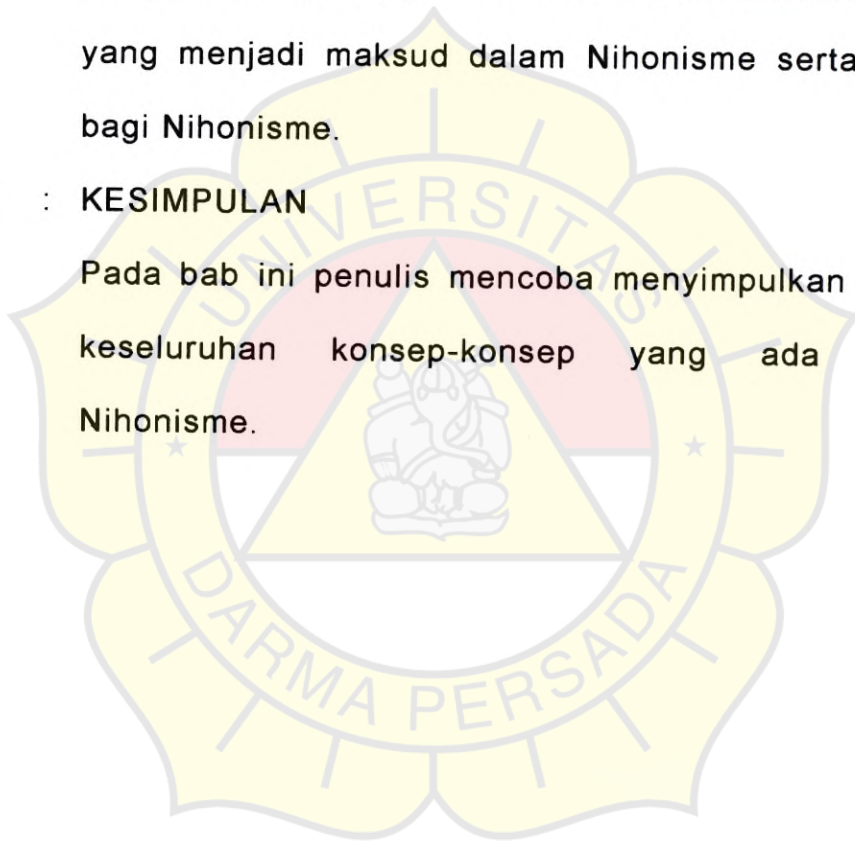 yang menjadi maksud dalam Nihonisme serta
bagi Nihonisme.
: KESIMPULAN
Pada bab ini penulis mencoba menyimpulkan
keseluruhan konsep-konsep yang ada
Nihonisme.
UNIVERSITAS
DARMA PERSADA